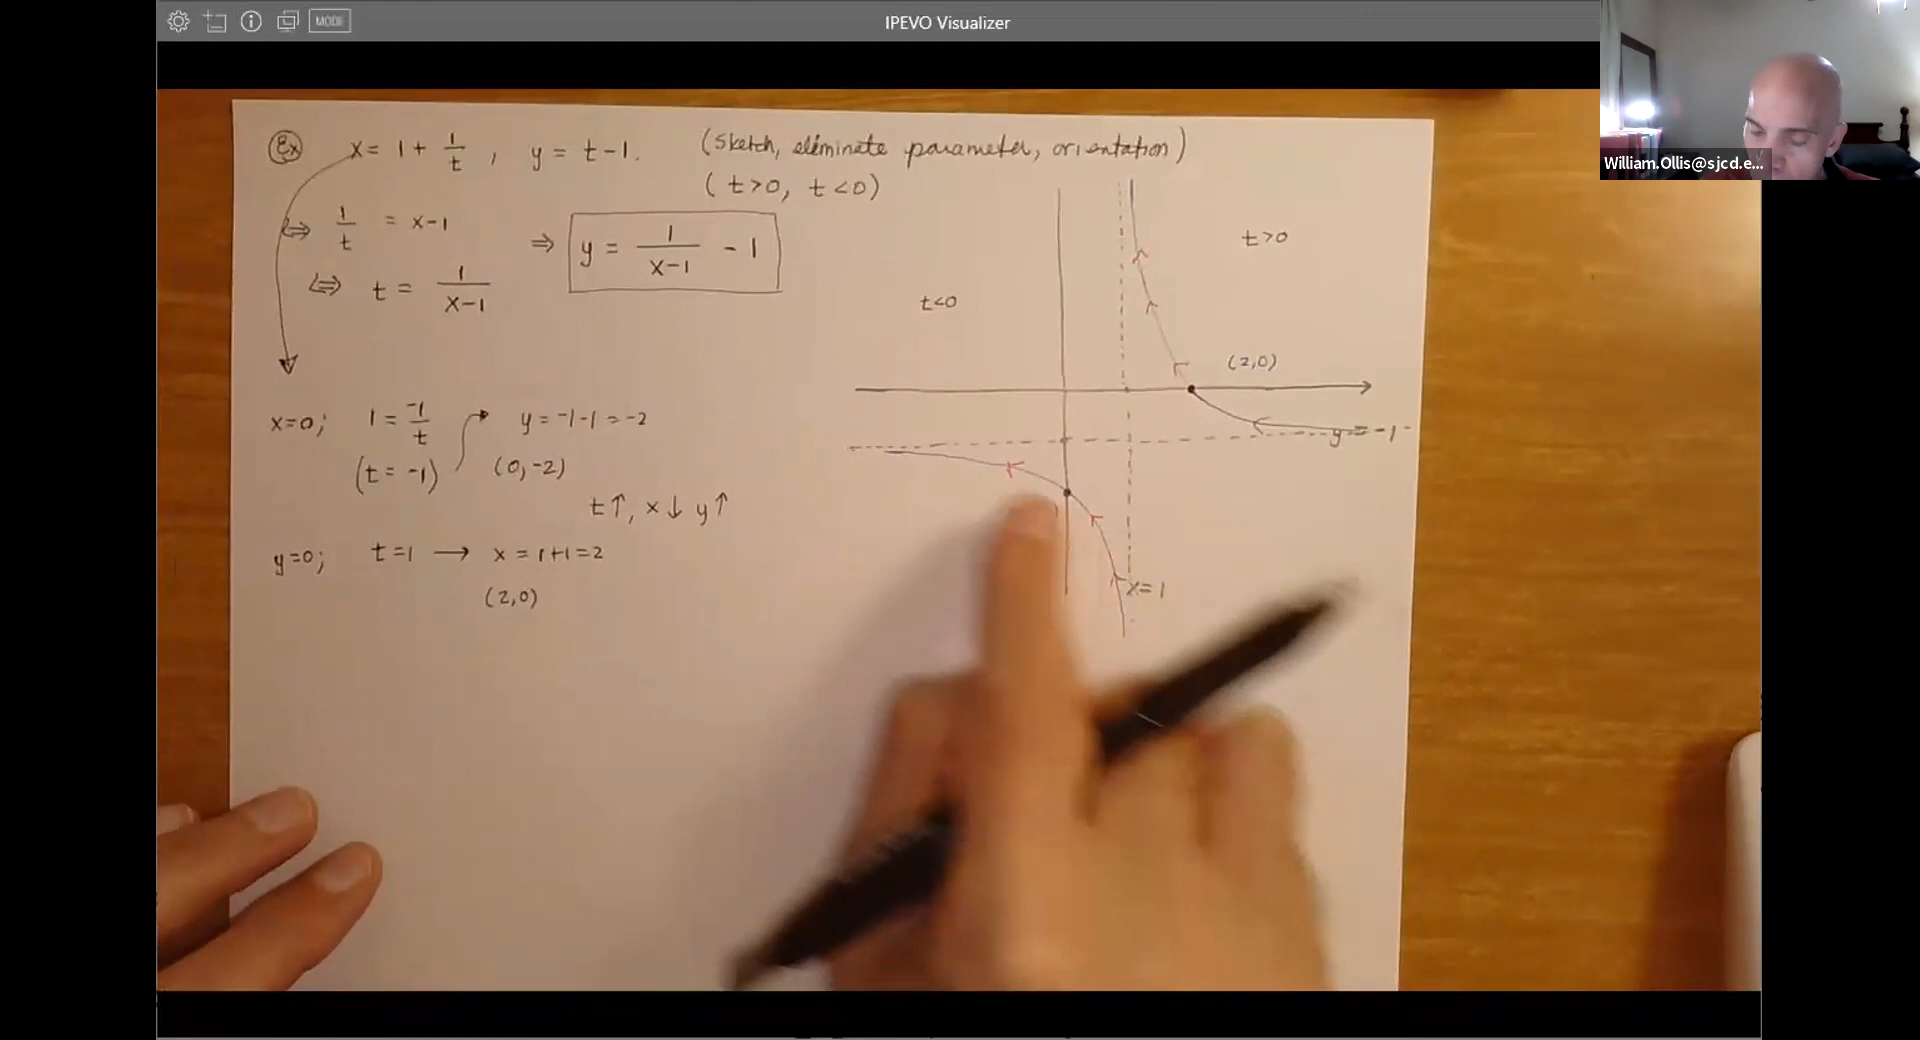 MODE
IPEVO Visualizer
William.Ollis@sjcd.e...
Ex x = 1 + 1/t , y = t-1. (sketch, eliminate parameter, orientation)
(t>0, t<0)
⇔ 1/t = x-1
⇒ y = 1/(x-1) - 1
⇔ t = 1/(x-1)
t>0
t<0
(2,0)
x=0; 1 = -1/t y = -1-1 = -2
y = -1
(t = -1) (0,-2)
t↑, x↓ y↑
y=0; t=1 → x = 1+1=2
(2,0)
x=1